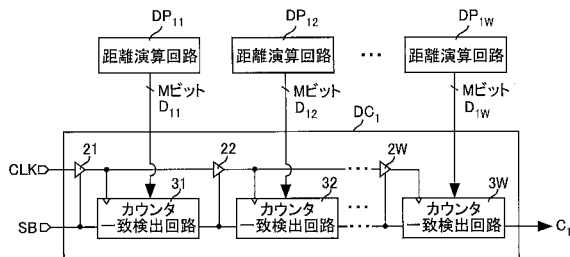 DP11 DP12 DP1W
距離演算回路 距離演算回路 ... 距離演算回路
Mビット Mビット Mビット
D11 D12 D1W
DC1
CLK 21 22 ... 2W
31 32 3W
カウンタ カウンタ ... カウンタ
SB 一致検出回路 一致検出回路 ... 一致検出回路 C1